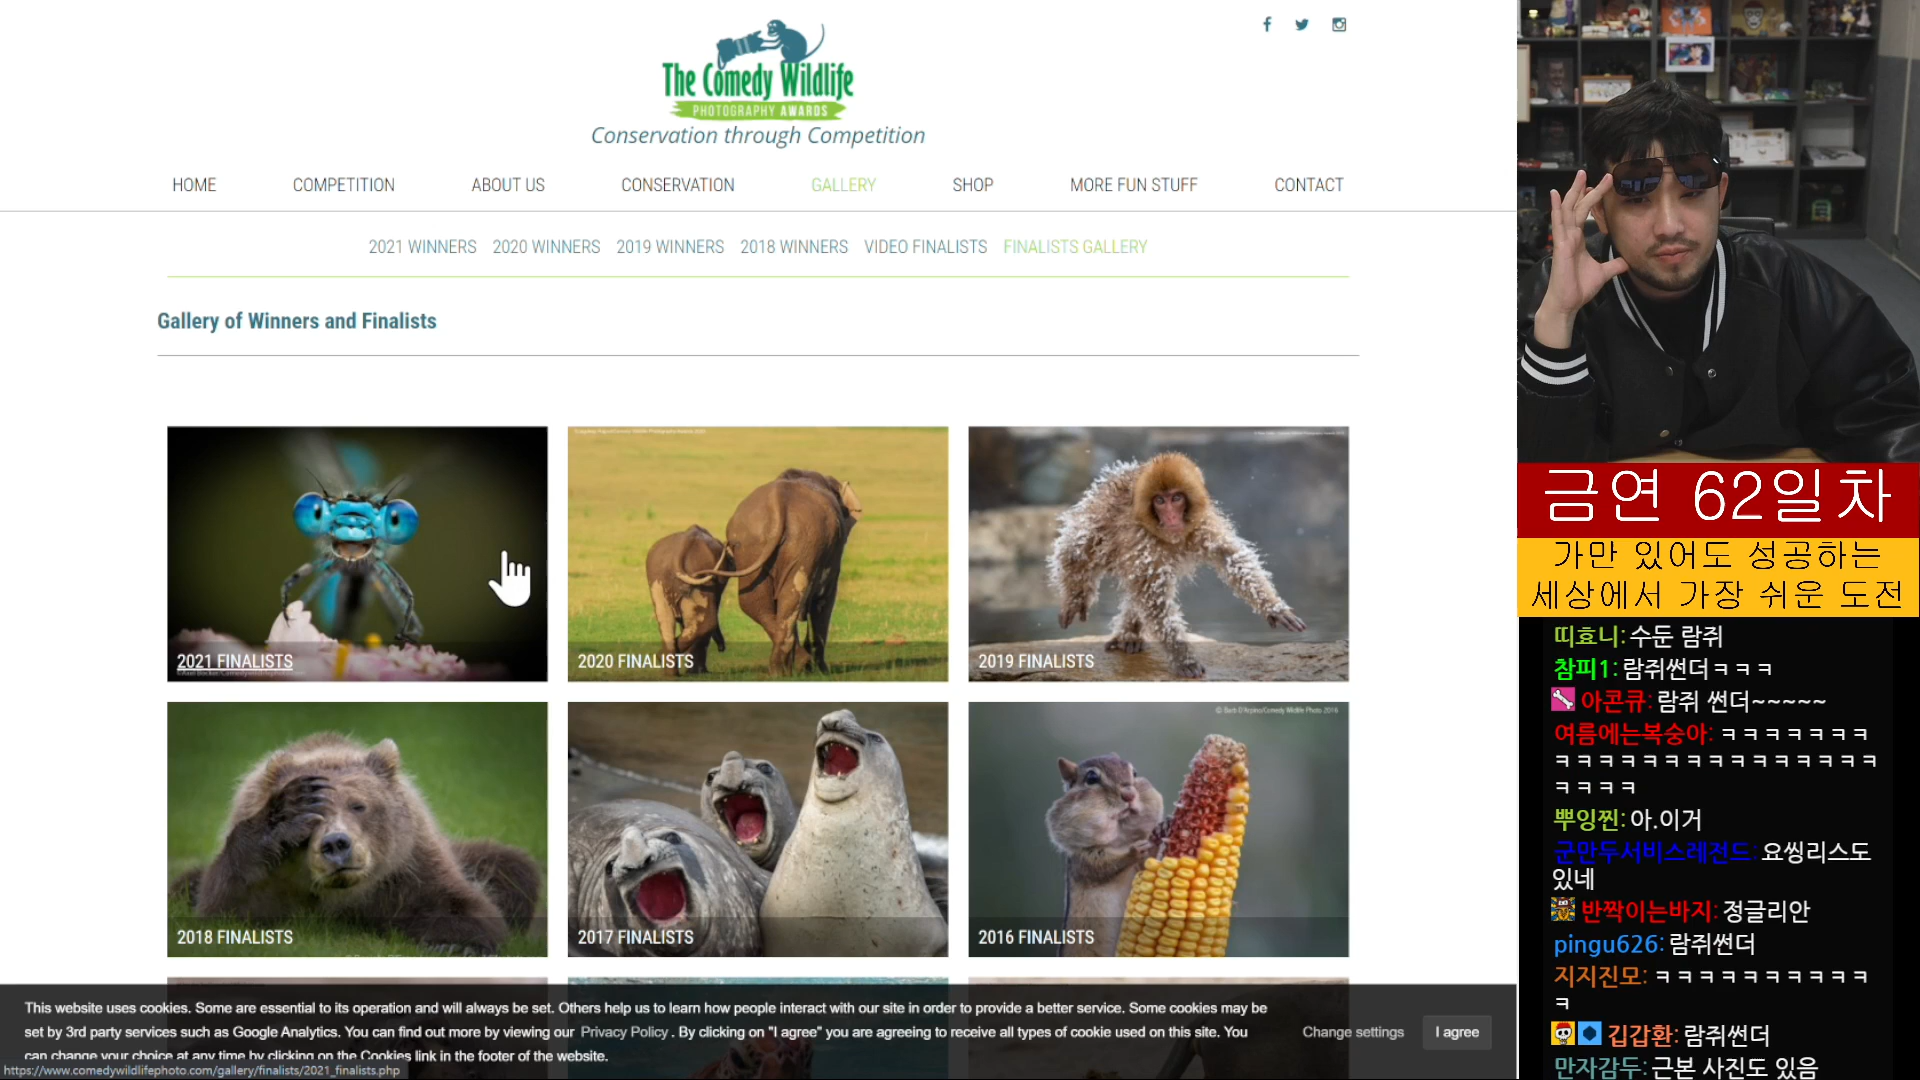 The Comedy Wildlife
PHOTOGRAPHY AWARDS
Conservation through Competition
HOME COMPETITION ABOUT US CONSERVATION GALLERY SHOP MORE FUN STUFF CONTACT
2021 WINNERS 2020 WINNERS 2019 WINNERS 2018 WINNERS VIDEO FINALISTS FINALISTS GALLERY
Gallery of Winners and Finalists
2021 FINALISTS
2020 FINALISTS
2019 FINALISTS
2018 FINALISTS
2017 FINALISTS
© Barb D'Arpino/Comedy Wildlife Photo 2016
2016 FINALISTS
This website uses cookies. Some are essential to its operation and will always be set. Others help us to learn how people interact with our site in order to provide a better service. Some cookies may be
set by 3rd party services such as Google Analytics. You can find out more by viewing our Privacy Policy . By clicking on "I agree" you are agreeing to receive all types of cookie used on this site. You
can change your choice at any time by clicking on the Cookies link in the footer of the website.
Change settings
I agree
https://www.comedywildlifephoto.com/gallery/finalists/2021_finalists.php
금연 62일차
가만 있어도 성공하는
세상에서 가장 쉬운 도전
띠효니: 수둔 람쥐
참피1: 람쥐썬더ㅋㅋㅋ
아콘큐: 람쥐 썬더~~~~~
여름에는복숭아: ㅋㅋㅋㅋㅋㅋㅋ
ㅋㅋㅋㅋㅋㅋㅋㅋㅋㅋㅋㅋㅋㅋㅋ
ㅋㅋㅋㅋ
뿌잉찐: 아.이거
군만두서비스레전드: 요씽리스도
있네
반짝이는바지: 정글리안
pingu626: 람쥐썬더
지지진모: ㅋㅋㅋㅋㅋㅋㅋㅋㅋㅋ
ㅋ
김갑환: 람쥐썬더
만자감두: 근본 사진도 있음